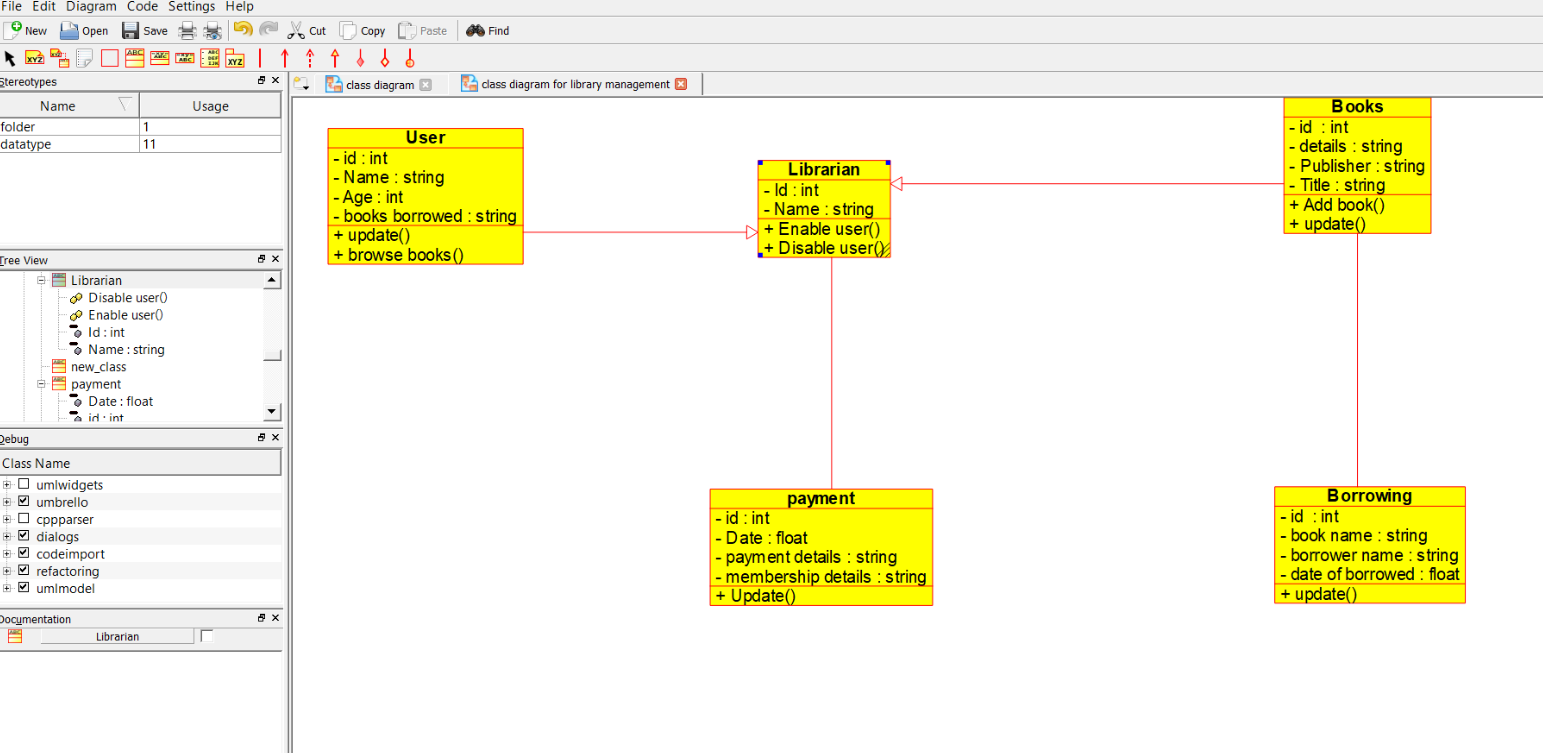 File Edit Diagram Code Settings Help
New Open Save Cut Copy Paste Find
XYZ ABC ABC ABC DEF IJK XYZ
Stereotypes
Name Usage
folder 1
datatype 11
Tree View
Librarian
Disable user()
Enable user()
Id : int
Name : string
new_class
payment
Date : float
id : int
Debug
Class Name
umlwidgets
umbrello
cppparser
dialogs
codeimport
refactoring
umlmodel
Documentation
Librarian
class diagram
class diagram for library management
User
- id : int
- Name : string
- Age : int
- books borrowed : string
+ update()
+ browse books()
Librarian
- Id : int
- Name : string
+ Enable user()
+ Disable user()
Books
- id : int
- details : string
- Publisher : string
- Title : string
+ Add book()
+ update()
payment
- id : int
- Date : float
- payment details : string
- membership details : string
+ Update()
Borrowing
- id : int
- book name : string
- borrower name : string
- date of borrowed : float
+ update()